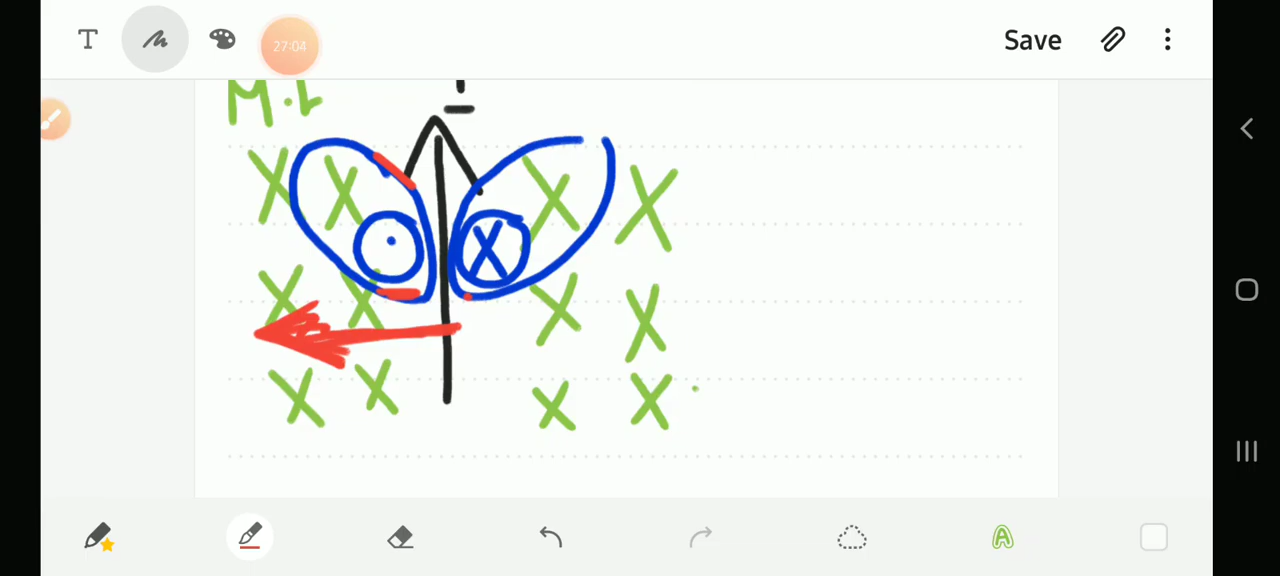 T 27:04 Save
M.L
I
X X X X
X
X X X X
X X X X
A